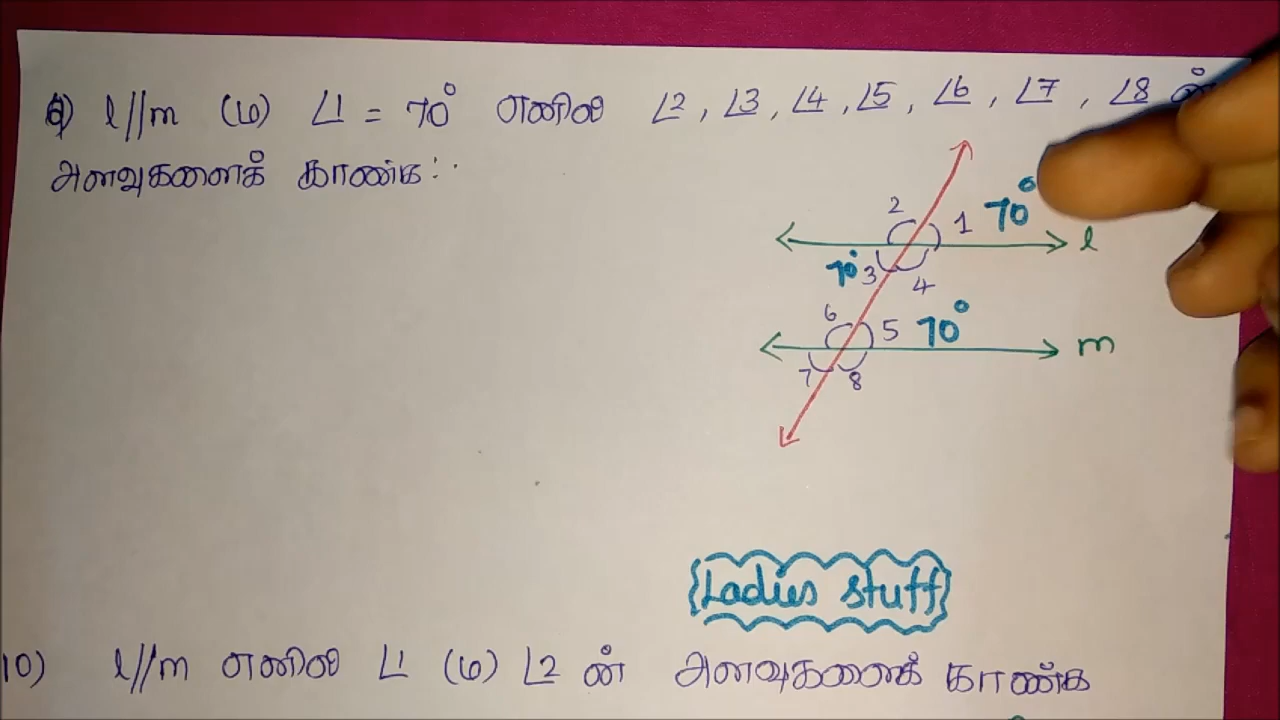 l//m (ம) ∠1 = 70° எனில் ∠2, ∠3, ∠4, ∠5, ∠6, ∠7, ∠8 ன்
அளவுகளைக் காண்க:·
2 1 70° l
70° 3 4
6 5 70° m
7 8
Ladies stuff
10) l//m எனில் ∠1 (ம) ∠2 ன் அளவுகளைக் காண்க